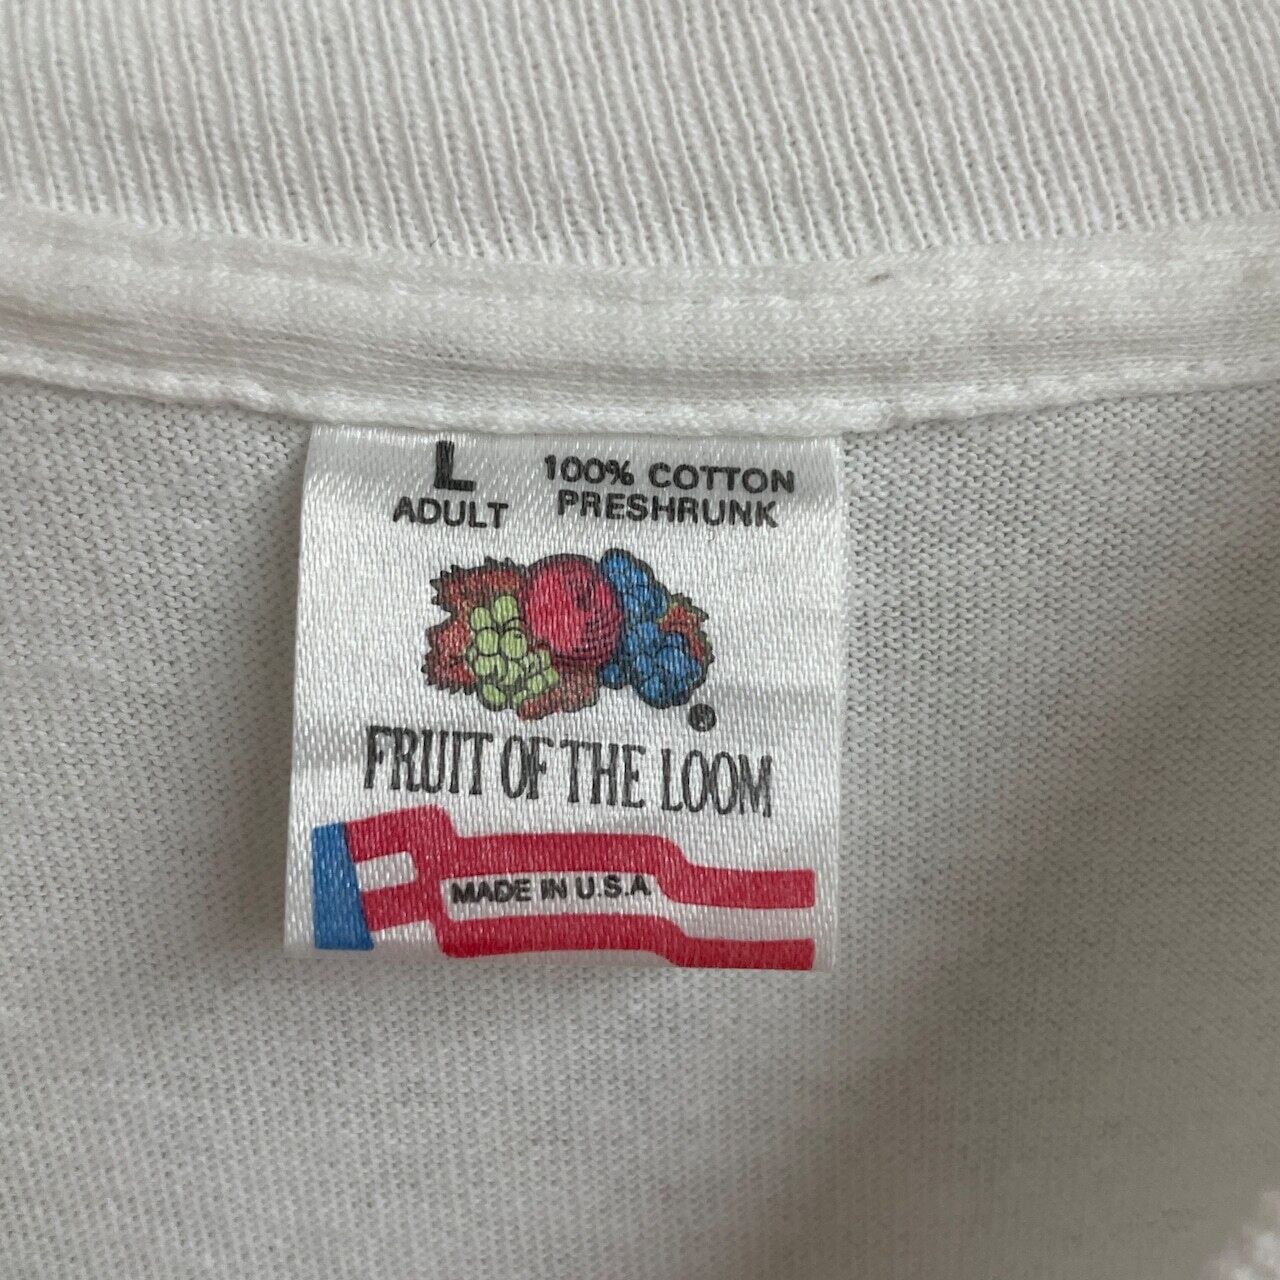 L
ADULT
100% COTTON
PRESHRUNK
®
FRUIT OF THE LOOM
MADE IN U.S.A